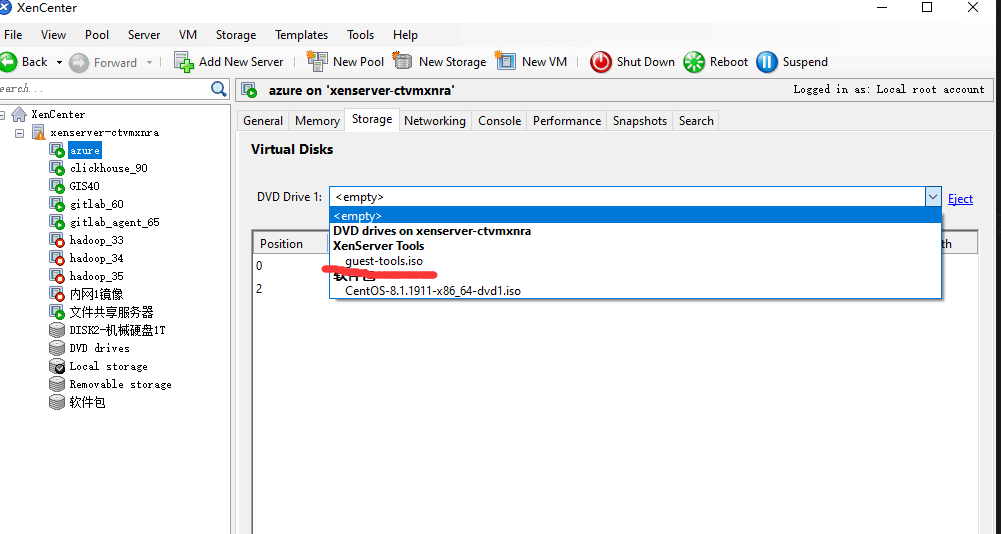 XenCenter
File View Pool Server VM Storage Templates Tools Help
Back Forward Add New Server New Pool New Storage New VM Shut Down Reboot Suspend
earch...
azure on 'xenserver-ctvmxnra' Logged in as: Local root account
XenCenter
xenserver-ctvmxnra
azure
clickhouse_90
GIS40
gitlab_60
gitlab_agent_65
hadoop_33
hadoop_34
hadoop_35
内网1镜像
文件共享服务器
DISK2-机械硬盘1T
DVD drives
Local storage
Removable storage
软件包
General Memory Storage Networking Console Performance Snapshots Search
Virtual Disks
DVD Drive 1: <empty> Eject
<empty>
DVD drives on xenserver-ctvmxnra
XenServer Tools
guest-tools.iso
软件包
CentOS-8.1.1911-x86_64-dvd1.iso
Position th
0
2